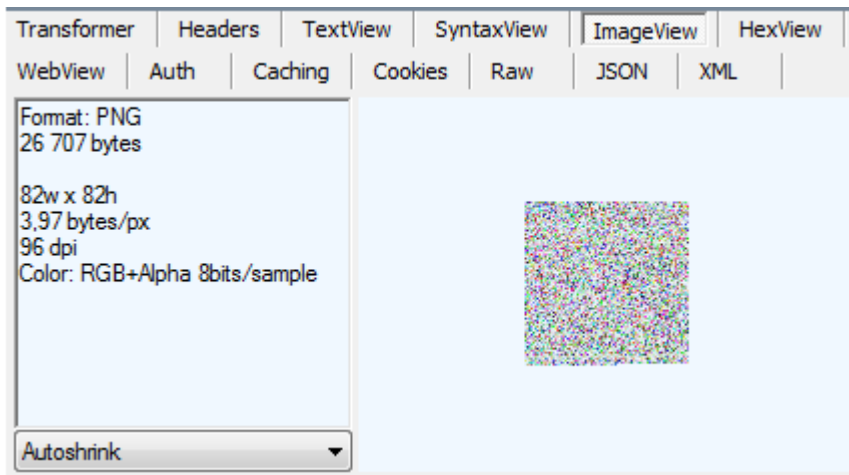 Transformer Headers TextView SyntaxView ImageView HexView
WebView Auth Caching Cookies Raw JSON XML
Format: PNG
26 707 bytes
82w x 82h
3,97 bytes/px
96 dpi
Color: RGB+Alpha 8bits/sample
Autoshrink